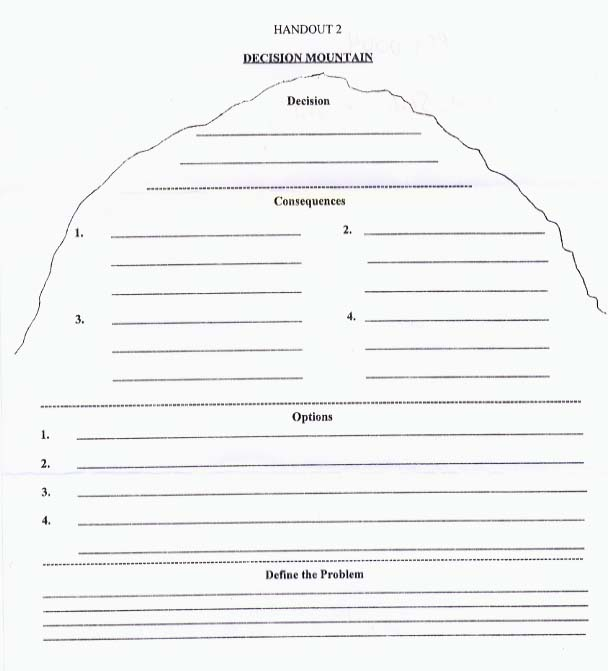 HANDOUT 2
DECISION MOUNTAIN
Decision
Consequences
1. 2.
3. 4.
Options
1.
2.
3.
4.
Define the Problem